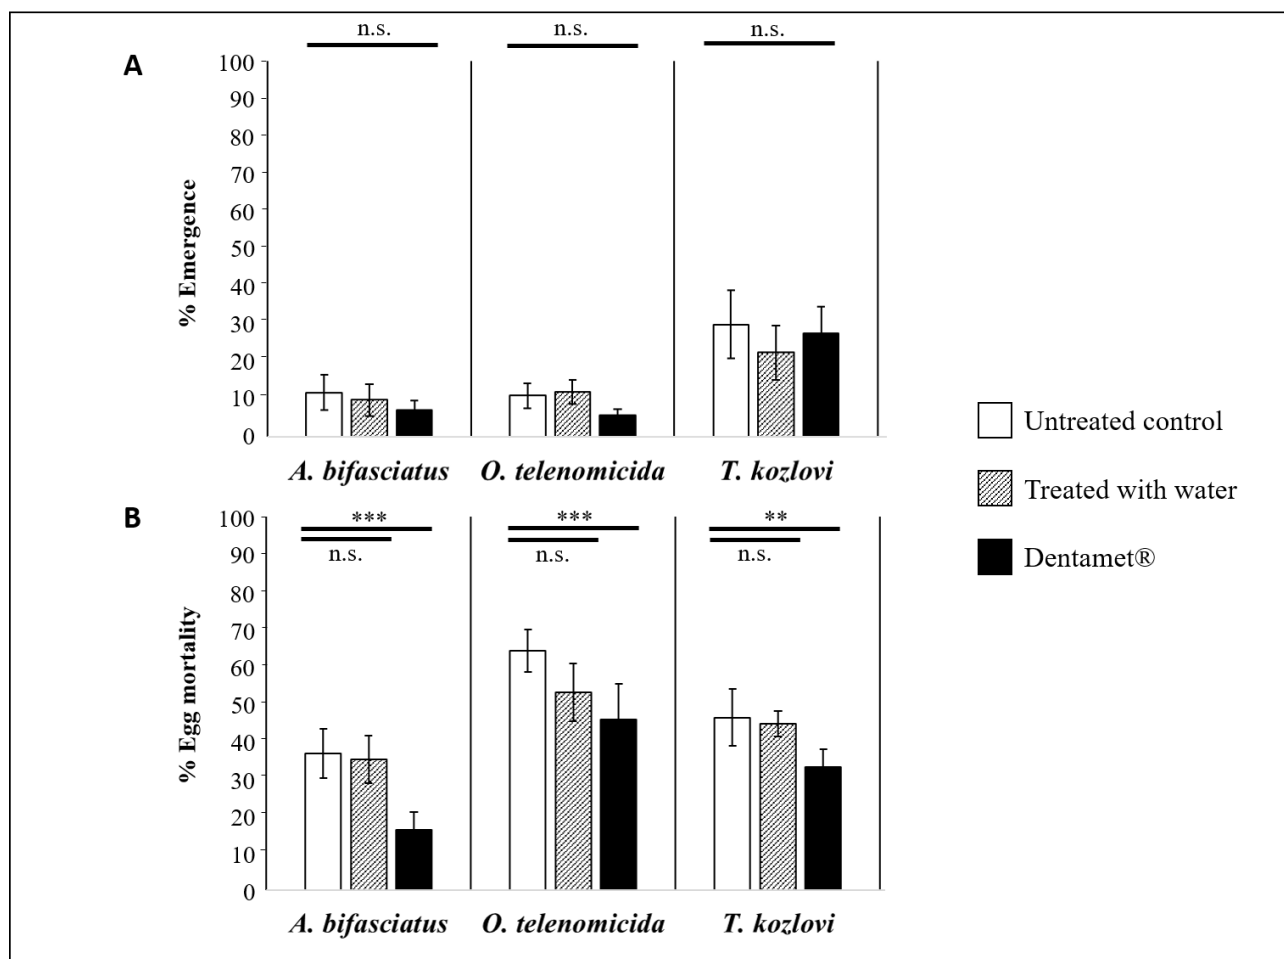 n.s. n.s. n.s.
A
100
90
80
70
60
50
40
30
20
10
0
% Emergence
A. bifasciatus O. telenomicida T. kozlovi
Untreated control
Treated with water
Dentamet®
B
*** *** **
n.s. n.s. n.s.
100
90
80
70
60
50
40
30
20
10
0
% Egg mortality
A. bifasciatus O. telenomicida T. kozlovi